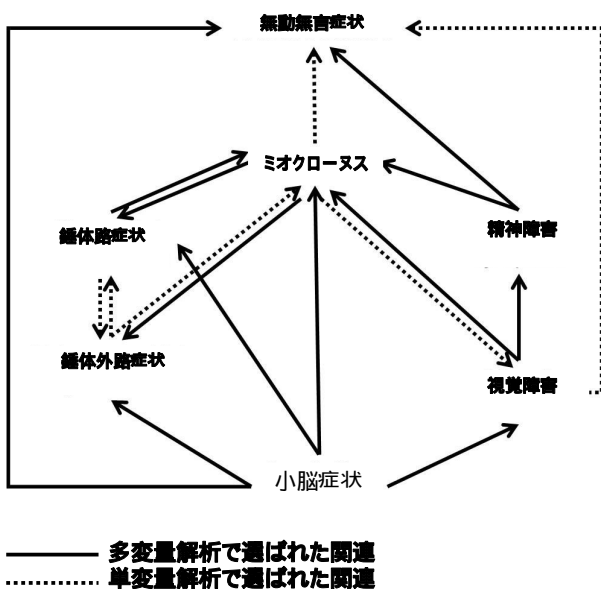 無動無言症状
ミオクローヌス
錐体路症状
精神障害
錐体外路症状
視覚障害
小脳症状
多変量解析で選ばれた関連
単変量解析で選ばれた関連